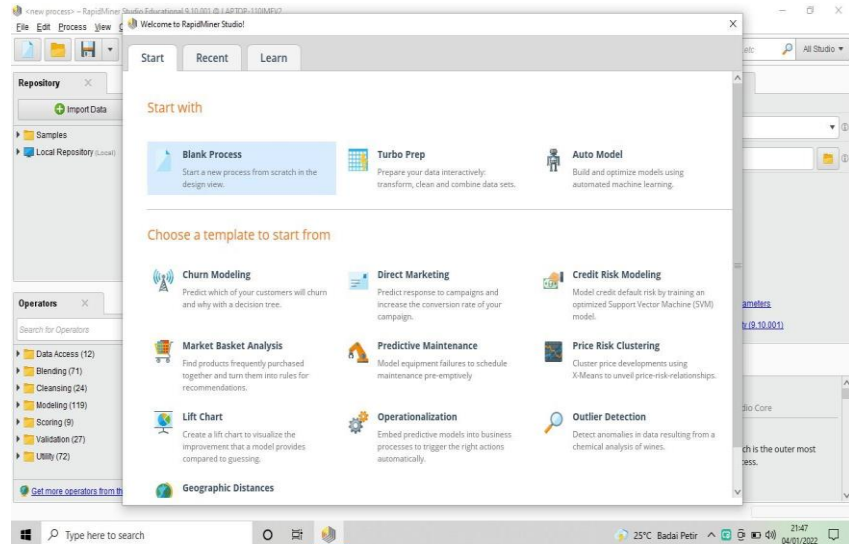 <new process> – RapidMiner Studio Educational 9.10.001 @ LAPTOP-110IMEV2
File Edit Process View
Welcome to RapidMiner Studio!
Start Recent Learn
etc
All Studio
Repository
Import Data
Samples
Local Repository (Local)
Start with
Blank Process
Start a new process from scratch in the
design view.
Turbo Prep
Prepare your data interactively:
transform, clean and combine data sets.
Auto Model
Build and optimize models using
automated machine learning.
Choose a template to start from
Churn Modeling
Predict which of your customers will churn
and why with a decision tree.
Direct Marketing
Predict response to campaigns and
increase the conversion rate of your
campaign.
Credit Risk Modeling
Model credit default risk by training an
optimized Support Vector Machine (SVM)
model.
Market Basket Analysis
Find products frequently purchased
together and turn them into rules for
recommendations.
Predictive Maintenance
Model equipment failures to schedule
maintenance pre-emptively
Price Risk Clustering
Cluster price developments using
X-Means to unveil price-risk-relationships.
Lift Chart
Create a lift chart to visualize the
improvement that a model provides
compared to guessing.
Operationalization
Embed predictive models into business
processes to trigger the right actions
automatically.
Outlier Detection
Detect anomalies in data resulting from a
chemical analysis of wines.
Geographic Distances
Operators
Search for Operators
Data Access (12)
Blending (71)
Cleansing (24)
Modeling (119)
Scoring (9)
Validation (27)
Utility (72)
Get more operators from th
ameters
ty (9.10.001)
dio Core
ch is the outer most
cess.
Type here to search
25°C Badai Petir
21:47
04/01/2022